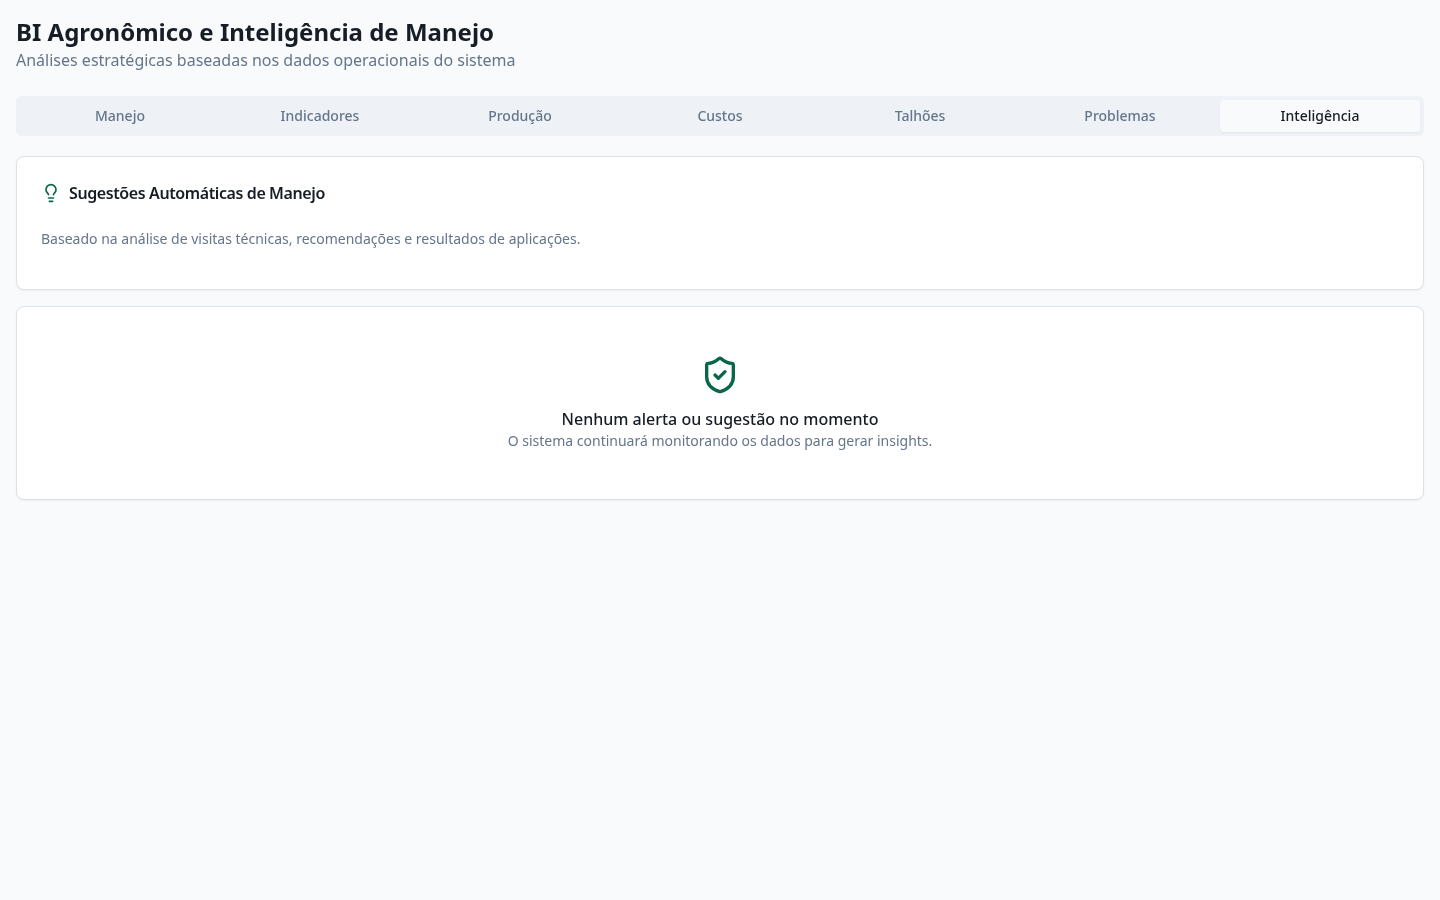 BI Agronômico e Inteligência de Manejo
Análises estratégicas baseadas nos dados operacionais do sistema
Manejo
Indicadores
Produção
Custos
Talhões
Problemas
Inteligência
Sugestões Automáticas de Manejo
Baseado na análise de visitas técnicas, recomendações e resultados de aplicações.
Nenhum alerta ou sugestão no momento
O sistema continuará monitorando os dados para gerar insights.